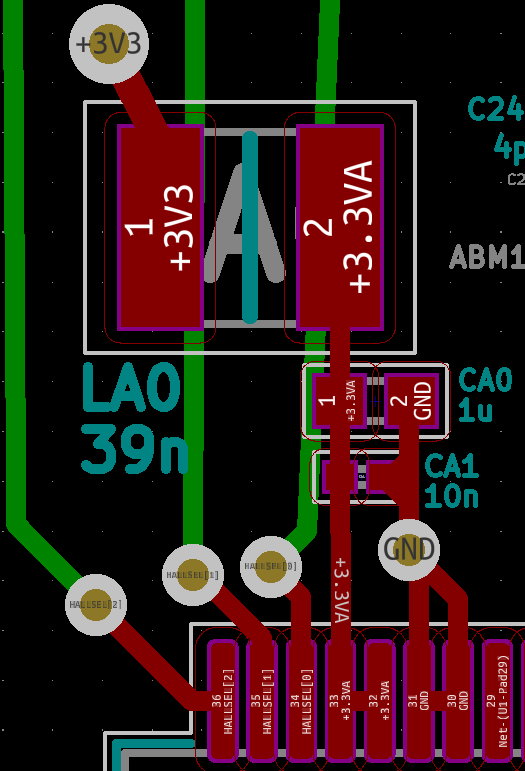 +3V3
C24
4p
C2
1
+3V3
2
+3.3VA
A
ABM1
LA0
39n
1
+3.3VA
2
GND
CA0
1u
CA1
10n
GND
HALLSEL[1]
HALLSEL[0]
HALLSEL[2]
+3.3VA
36
HALLSEL[2]
35
HALLSEL[1]
34
HALLSEL[0]
33
+3.3VA
32
+3.3VA
31
GND
30
GND
29
Net-(U1-Pad29)